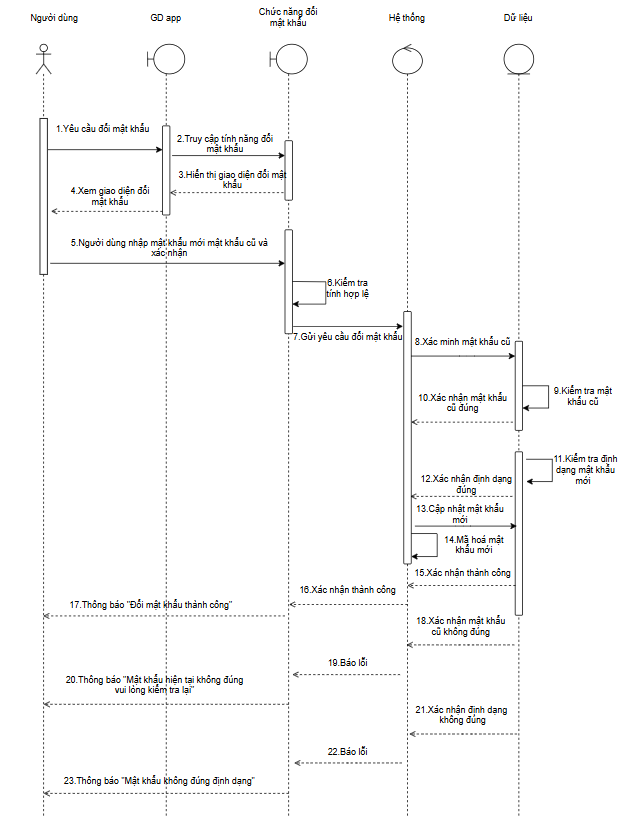 Người dùng
GD app
Chức năng đổi
mật khẩu
Hệ thống
Dữ liệu
1.Yêu cầu đổi mật khẩu
2.Truy cập tính năng đổi
mật khẩu
3.Hiển thị giao diện đổi mật
khẩu
4.Xem giao diện đổi
mật khẩu
5.Người dùng nhập mật khẩu mới mật khẩu cũ và
xác nhận
6.Kiểm tra
tính hợp lệ
7.Gửi yêu cầu đổi mật khẩu
8.Xác minh mật khẩu cũ
9.Kiểm tra mật
khẩu cũ
10.Xác nhận mật khẩu
cũ đúng
11.Kiểm tra định
dạng mật khẩu
mới
12.Xác nhận định dạng
đúng
13.Cập nhật mật khẩu
mới
14.Mã hoá mật
khẩu mới
15.Xác nhận thành công
16.Xác nhận thành công
17.Thông báo "Đổi mật khẩu thành công"
18.Xác nhận mật khẩu
cũ không đúng
19.Báo lỗi
20.Thông báo "Mật khẩu hiện tại không đúng
vui lòng kiểm tra lại"
21.Xác nhận định dạng
không đúng
22.Báo lỗi
23.Thông báo "Mật khẩu không đúng định dạng"